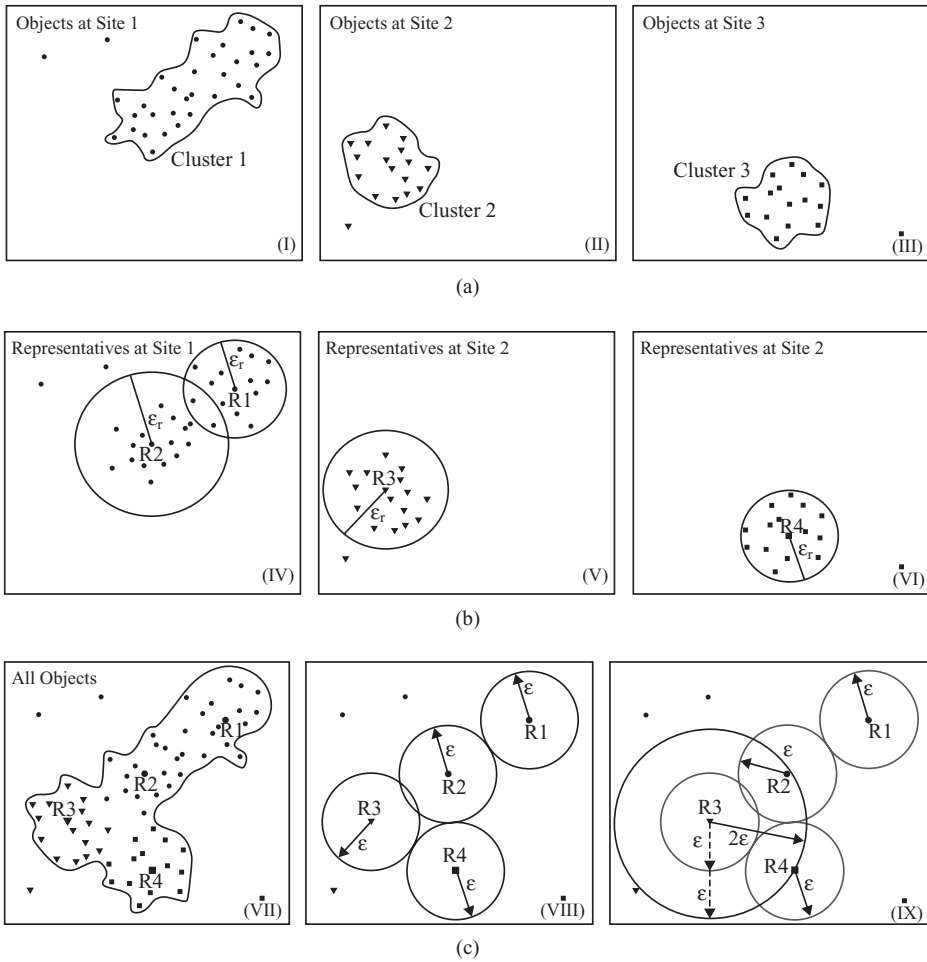 Objects at Site 1
Cluster 1
(I)
Objects at Site 2
Cluster 2
(II)
Objects at Site 3
Cluster 3
(III)
(a)
Representatives at Site 1
εr
R1
εr
R2
(IV)
Representatives at Site 2
R3
εr
(V)
Representatives at Site 2
R4
εr
(VI)
(b)
All Objects
R1
R2
R3
R4
(VII)
ε
R1
ε
R2
R3
ε
R4
ε
(VIII)
ε
R1
ε
R2
R3
2ε
ε
R4
ε
ε
(IX)
(c)